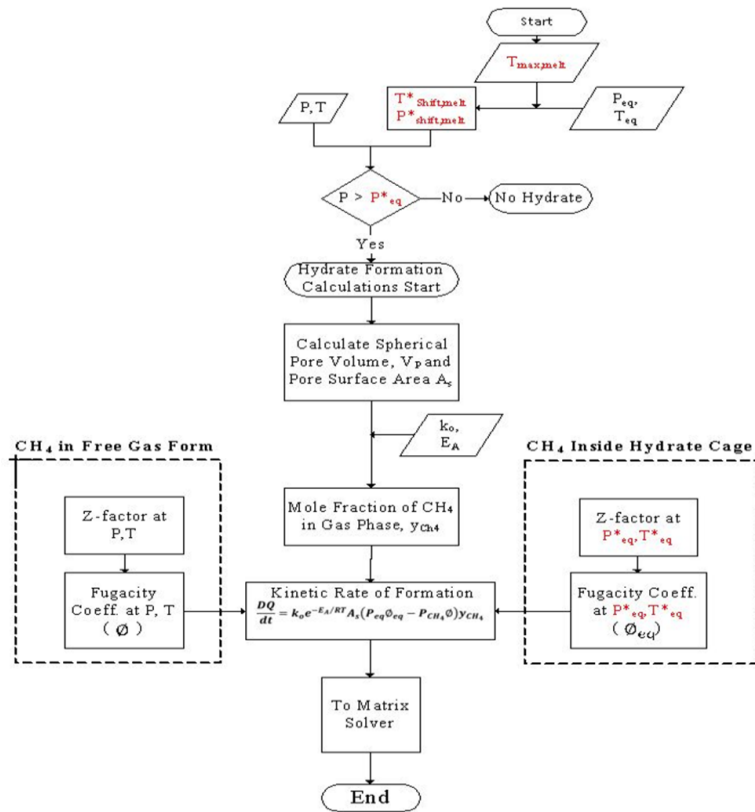 Start
T_max,melt
T*_Shift,melt
P*_shift,melt
P,T
P_eq,
T_eq
P > P*_eq
No
No Hydrate
Yes
Hydrate Formation
Calculations Start
Calculate Spherical
Pore Volume, V_P and
Pore Surface Area A_s
k_o,
E_A
CH₄ in Free Gas Form
Z-factor at
P,T
Fugacity
Coeff. at P, T
( Ø )
Mole Fraction of CH₄
in Gas Phase, y_Ch4
CH₄ Inside Hydrate Cage
Z-factor at
P*_eq,T*_eq
Fugacity Coeff.
at P*_eq,T*_eq
(Ø_eq)
Kinetic Rate of Formation
DQ/dt = k_o e^(-E_A/RT) A_s(P_eq Ø_eq − P_CH₄ Ø)y_CH₄
To Matrix
Solver
End